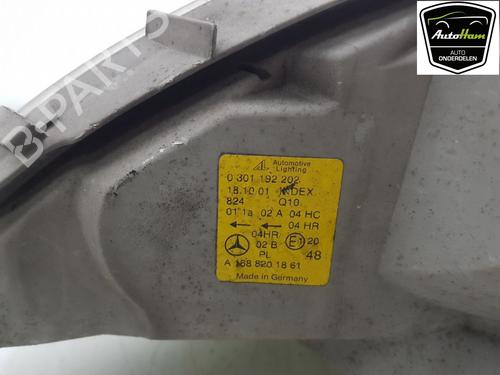 AutoHam
AUTO
ONDERDELEN
B-PARTS
Automotive
Lighting
0 301 192 202
18.10.01 INDEX
824 Q10
01 1a 02 A 04 HC
04 HR
04HR
02 B E1 20
PL 48
A 168 820 18 61
Made in Germany